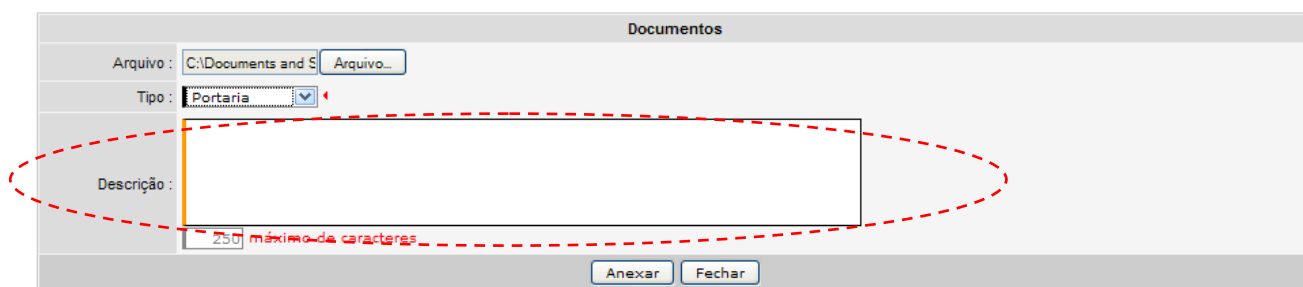 Documentos
Arquivo : C:\Documents and S Arquivo...
Tipo : Portaria
Descrição :
250 máximo de caracteres
Anexar Fechar